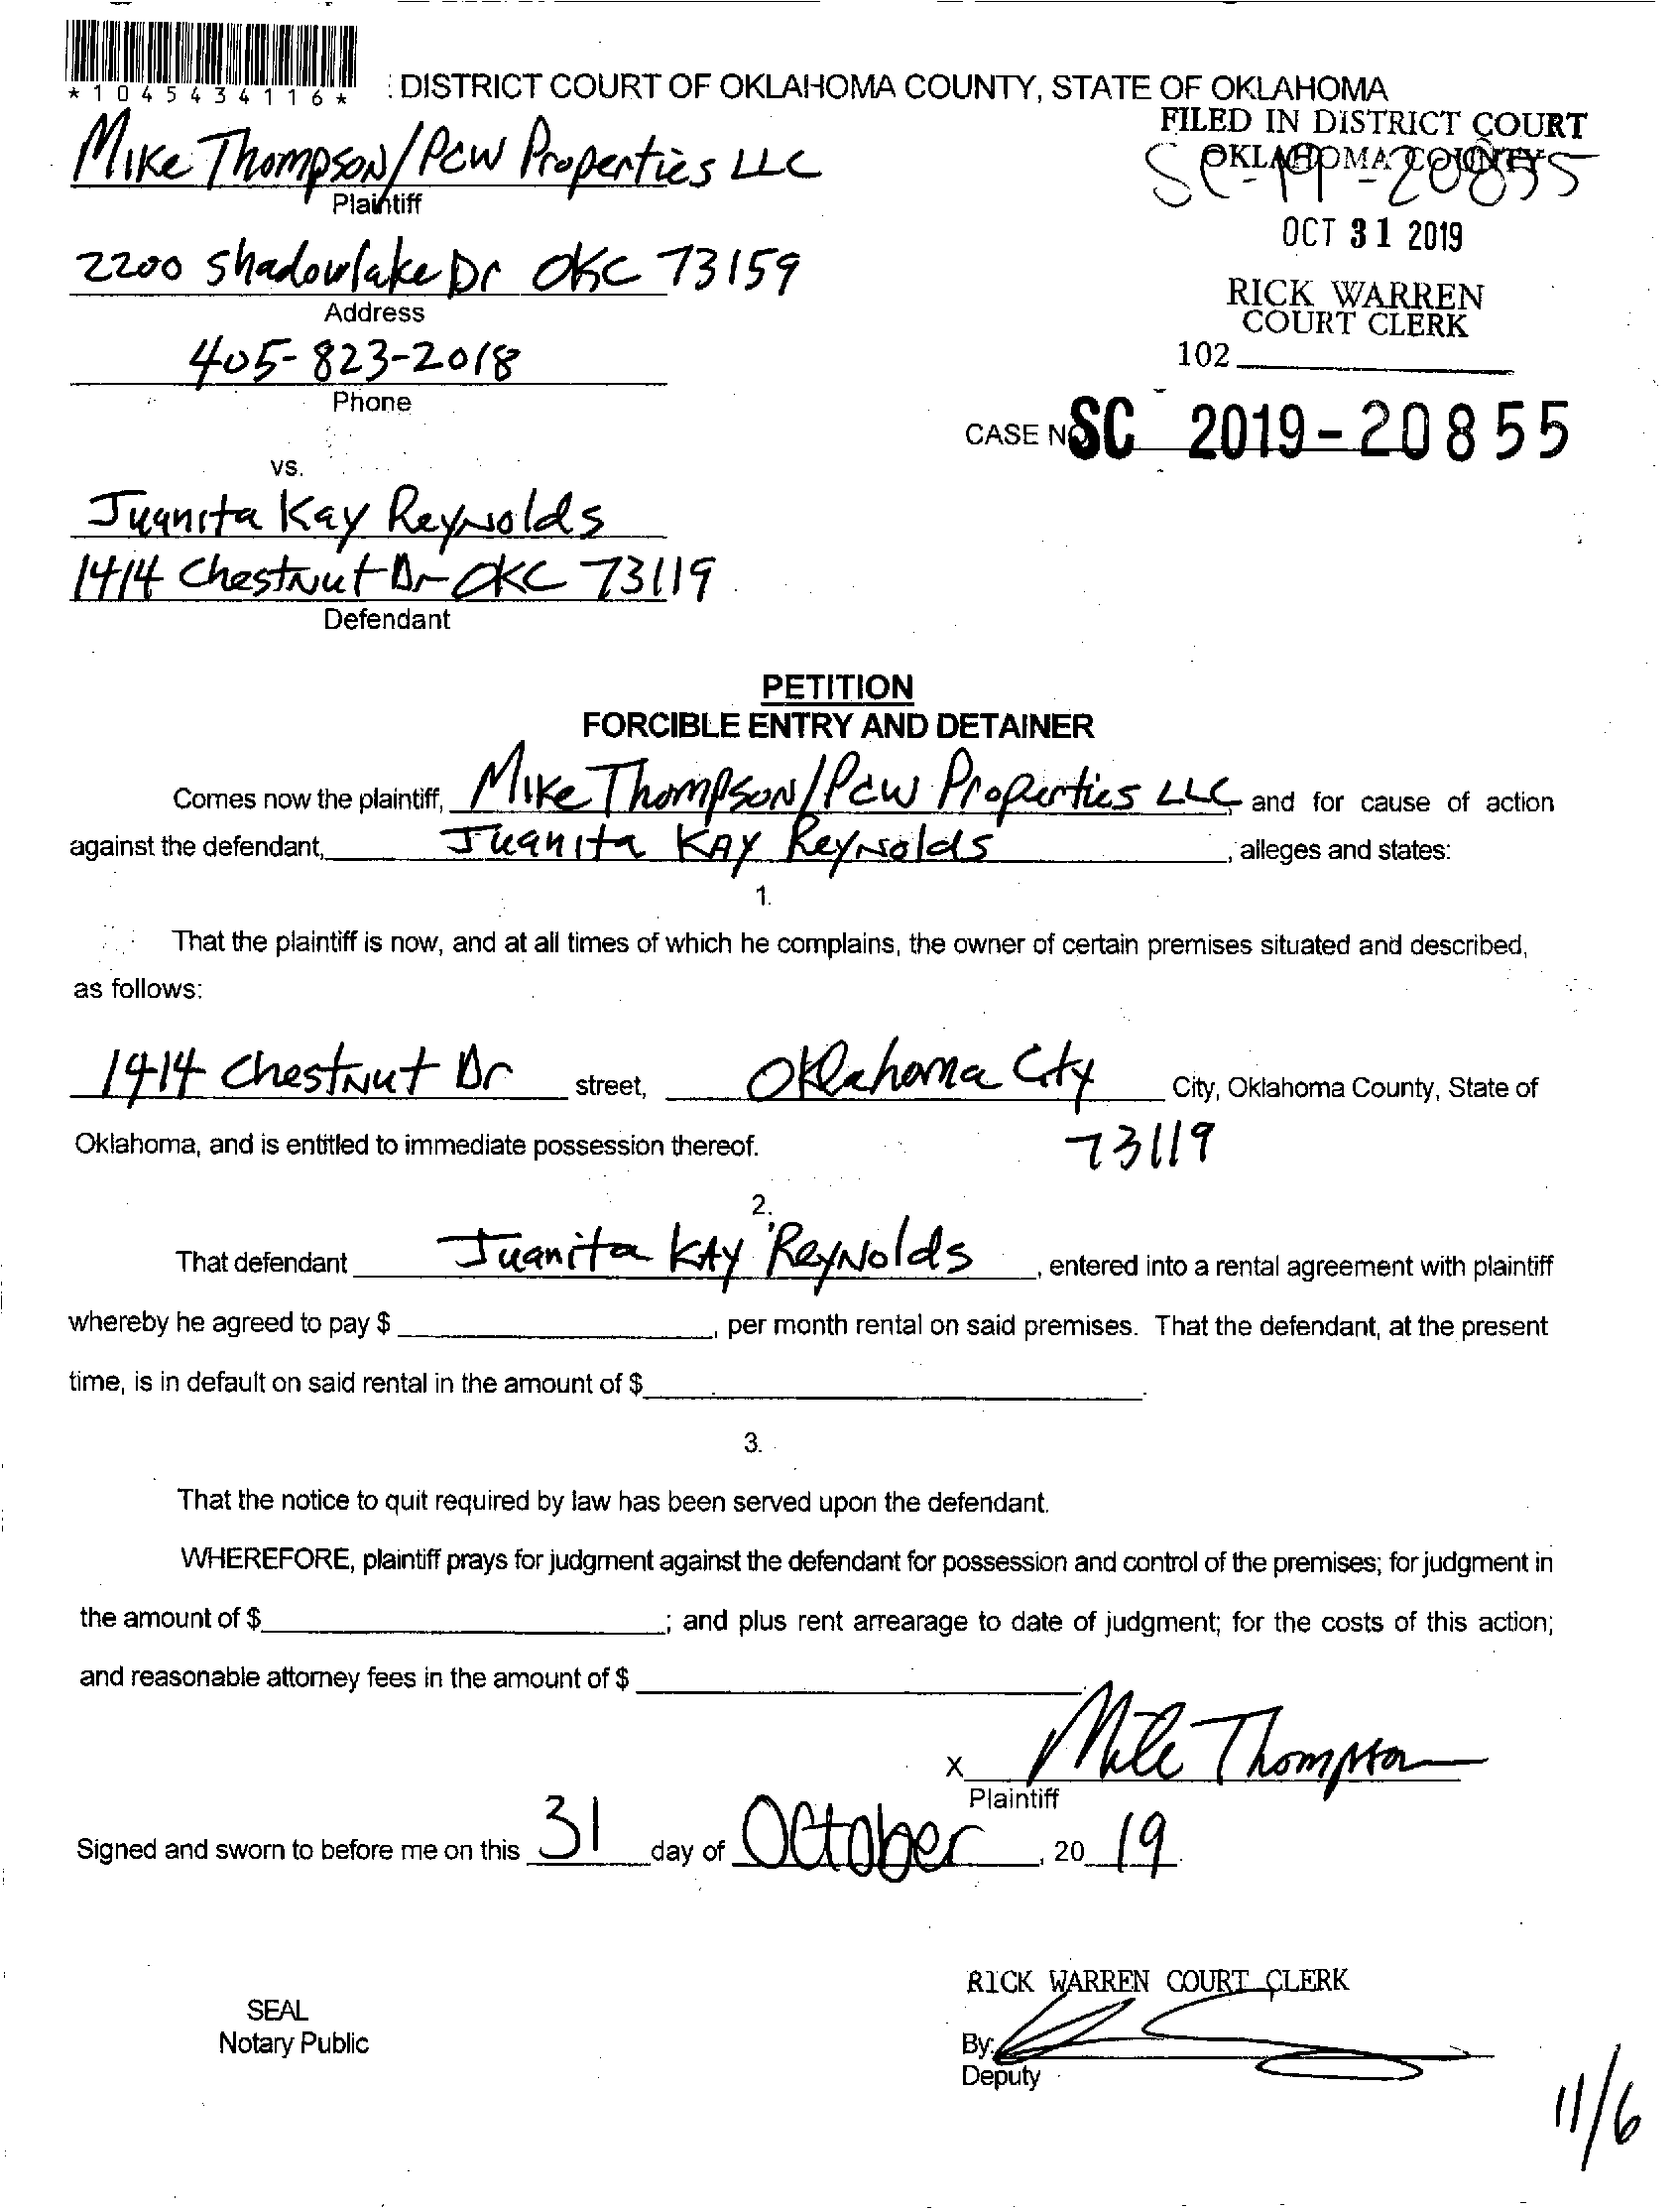 *1045434116*
: DISTRICT COURT OF OKLAHOMA COUNTY, STATE OF OKLAHOMA
FILED IN DISTRICT COURT
OKLAHOMA COUNTY
SC-19-20855
Mike Thompson/PCW Properties LLC
Plaintiff
OCT 31 2019
2200 Shadowlake Dr OKC 73159
Address
RICK WARREN
COURT CLERK
405-823-2018
Phone
102
CASE NO SC 2019-20855
vs.
Juanita Kay Reynolds
1414 Chestnut Dr OKC 73119
Defendant
PETITION
FORCIBLE ENTRY AND DETAINER
Comes now the plaintiff, Mike Thompson/PCW Properties LLC and for cause of action
against the defendant, Juanita Kay Reynolds, alleges and states:
1.
That the plaintiff is now, and at all times of which he complains, the owner of certain premises situated and described,
as follows:
1414 Chestnut Dr street, Oklahoma City City, Oklahoma County, State of
Oklahoma, and is entitled to immediate possession thereof. 73119
2.
That defendant Juanita KAy Reynolds, entered into a rental agreement with plaintiff
whereby he agreed to pay $, per month rental on said premises. That the defendant, at the present
time, is in default on said rental in the amount of $.
3.
That the notice to quit required by law has been served upon the defendant.
WHEREFORE, plaintiff prays for judgment against the defendant for possession and control of the premises; for judgment in
the amount of $; and plus rent arrearage to date of judgment; for the costs of this action;
and reasonable attorney fees in the amount of $
x Mike Thompson
Plaintiff
Signed and sworn to before me on this 31 day of October, 20 19.
RICK WARREN COURT CLERK
SEAL
Notary Public
By:
Deputy
11/6